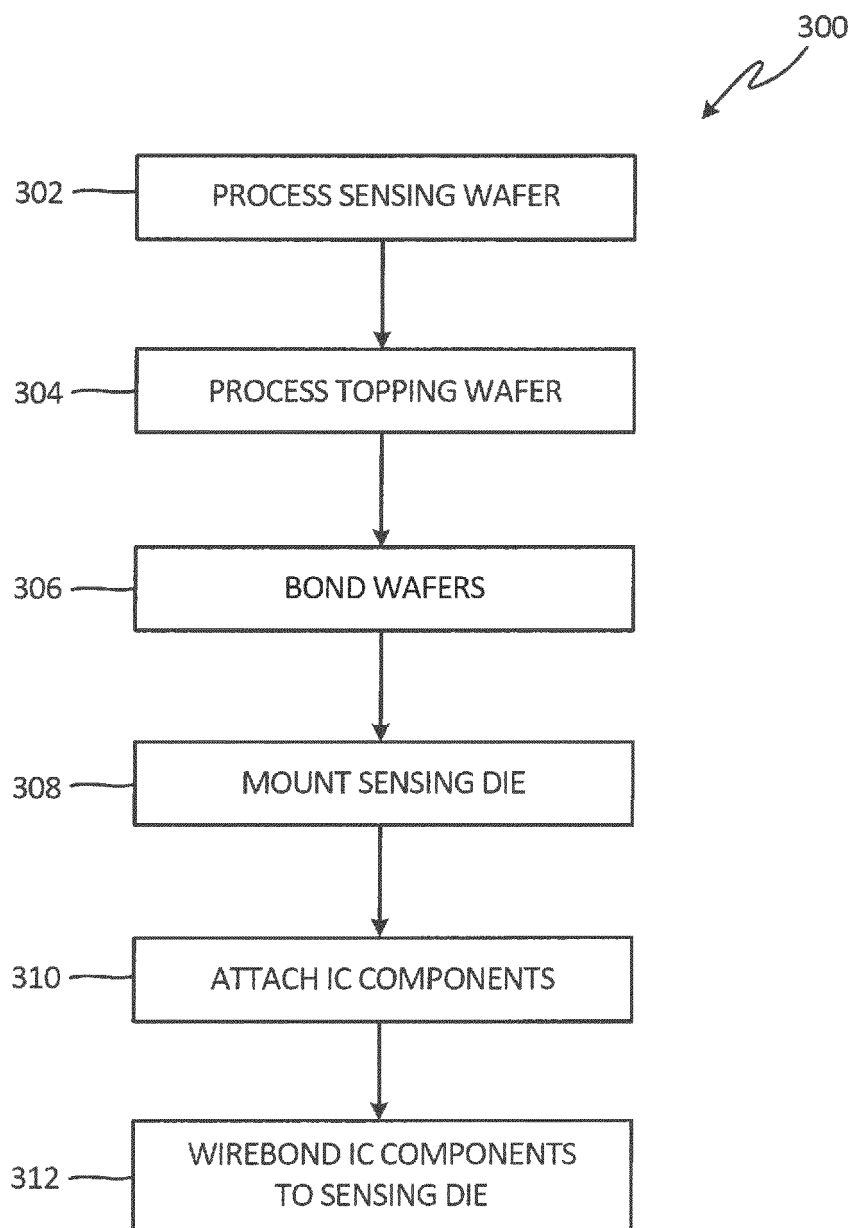 300
302
PROCESS SENSING WAFER
304
PROCESS TOPPING WAFER
306
BOND WAFERS
308
MOUNT SENSING DIE
310
ATTACH IC COMPONENTS
312
WIREBOND IC COMPONENTS
TO SENSING DIE